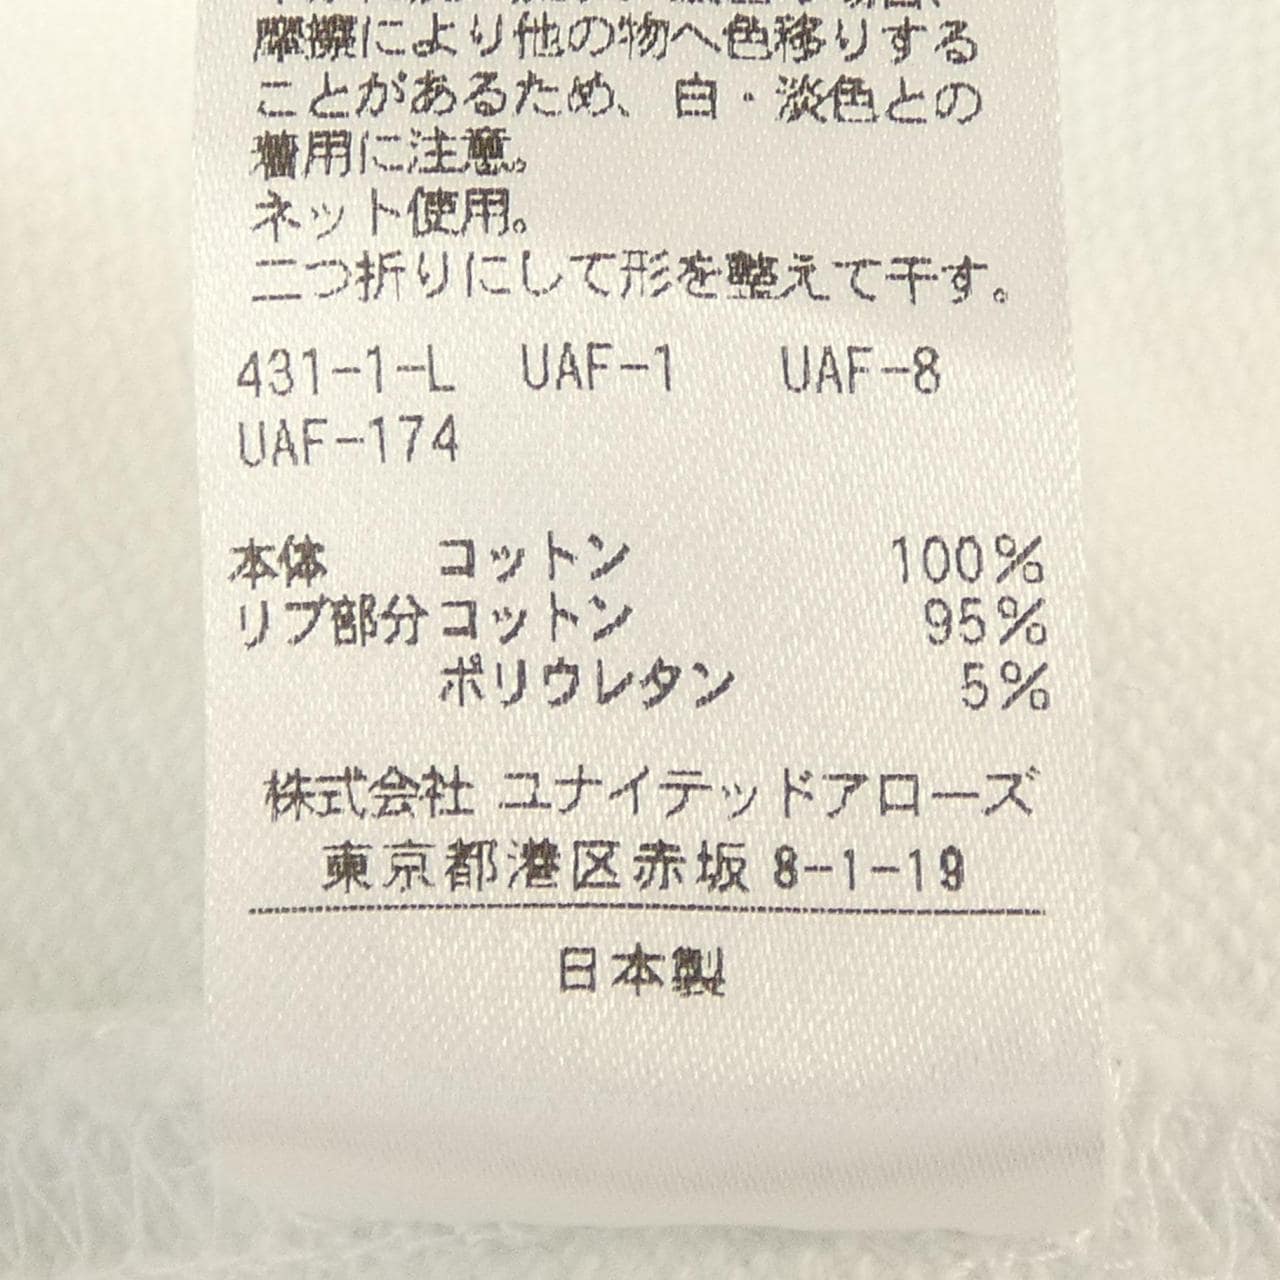 摩擦により他の物へ色移りする
ことがあるため、白・淡色との
着用に注意。
ネット使用。
二つ折りにして形を整えて干す。
431-1-L UAF-1 UAF-8
UAF-174
本体 コットン 100%
リブ部分 コットン 95%
ポリウレタン 5%
株式会社 ユナイテッドアローズ
東京都港区赤坂 8-1-19
日本製